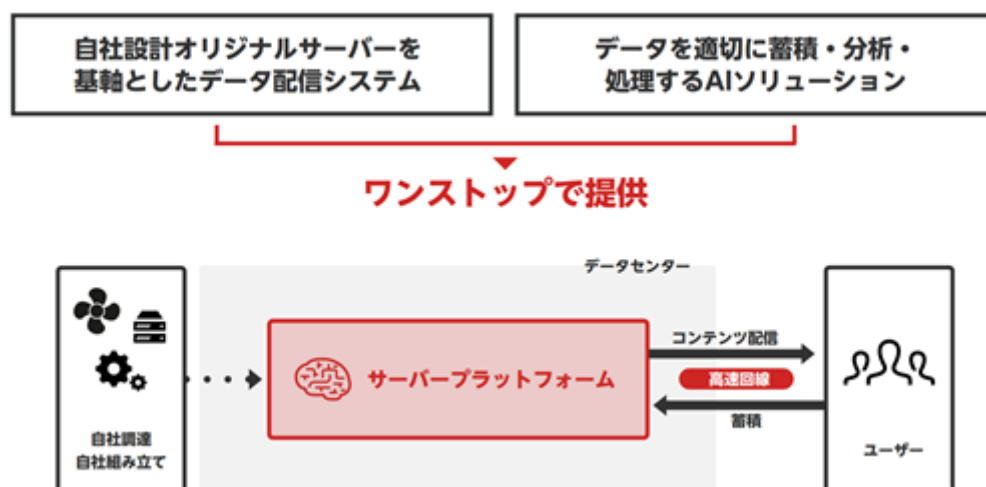 自社設計オリジナルサーバーを
基軸としたデータ配信システム
データを適切に蓄積・分析・
処理するAIソリューション
ワンストップで提供
データセンター
自社調達
自社組み立て
サーバープラットフォーム
コンテンツ配信
高速回線
蓄積
ユーザー